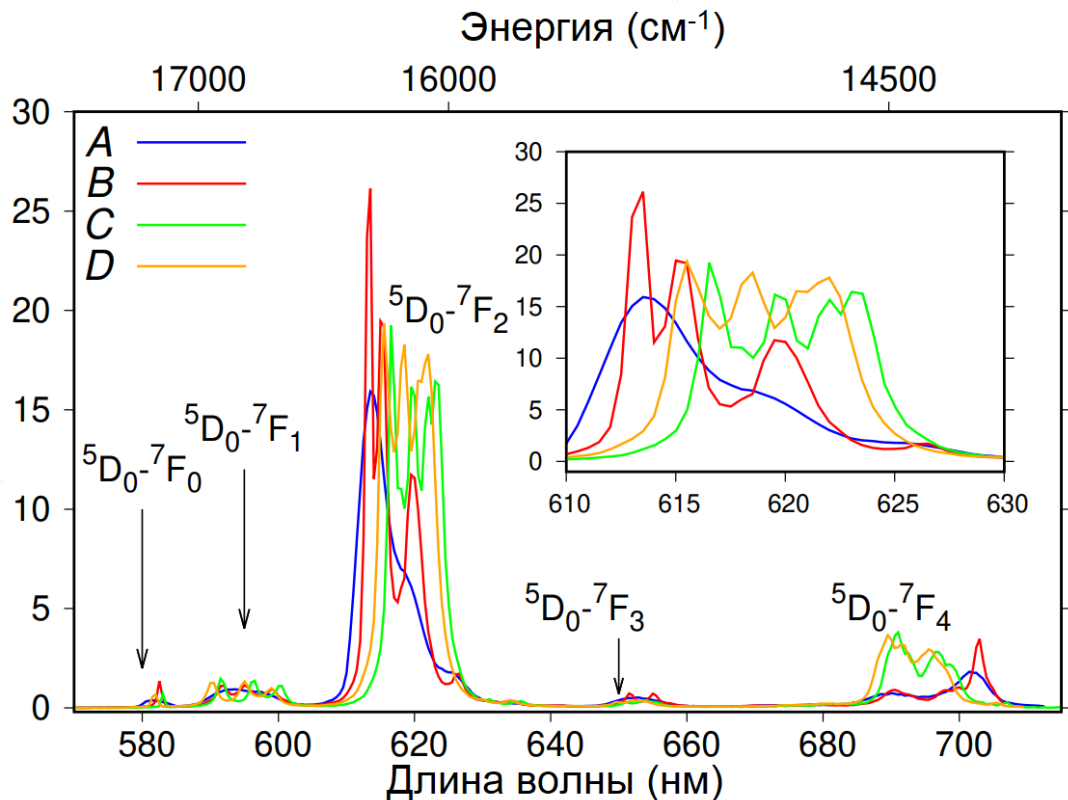 Энергия (см⁻¹)
17000 16000 14500
30
25
20
15
10
5
0
A
B
C
D
⁵D₀-⁷F₀
⁵D₀-⁷F₁
⁵D₀-⁷F₂
⁵D₀-⁷F₃
⁵D₀-⁷F₄
30
25
20
15
10
5
0
610 615 620 625 630
580 600 620 640 660 680 700
Длина волны (нм)